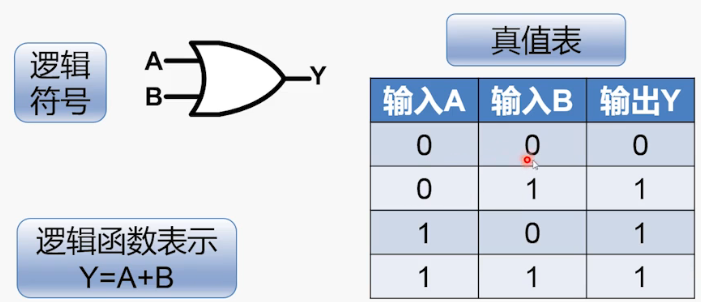 逻辑
符号
A
B
Y
真值表
输入A 输入B 输出Y
0 0 0
0 1 1
1 0 1
1 1 1
逻辑函数表示
Y=A+B